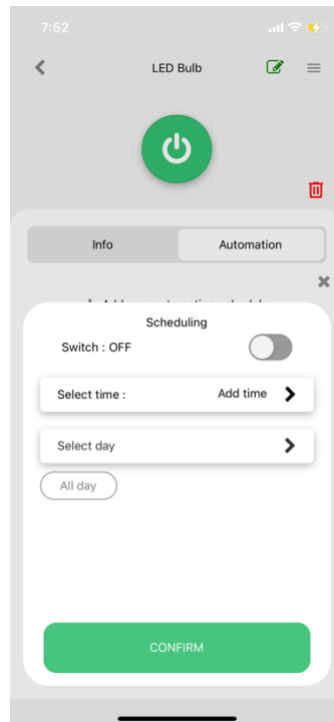 7:52
LED Bulb
Info Automation
Scheduling
Switch : OFF
Select time : Add time
Select day
All day
CONFIRM